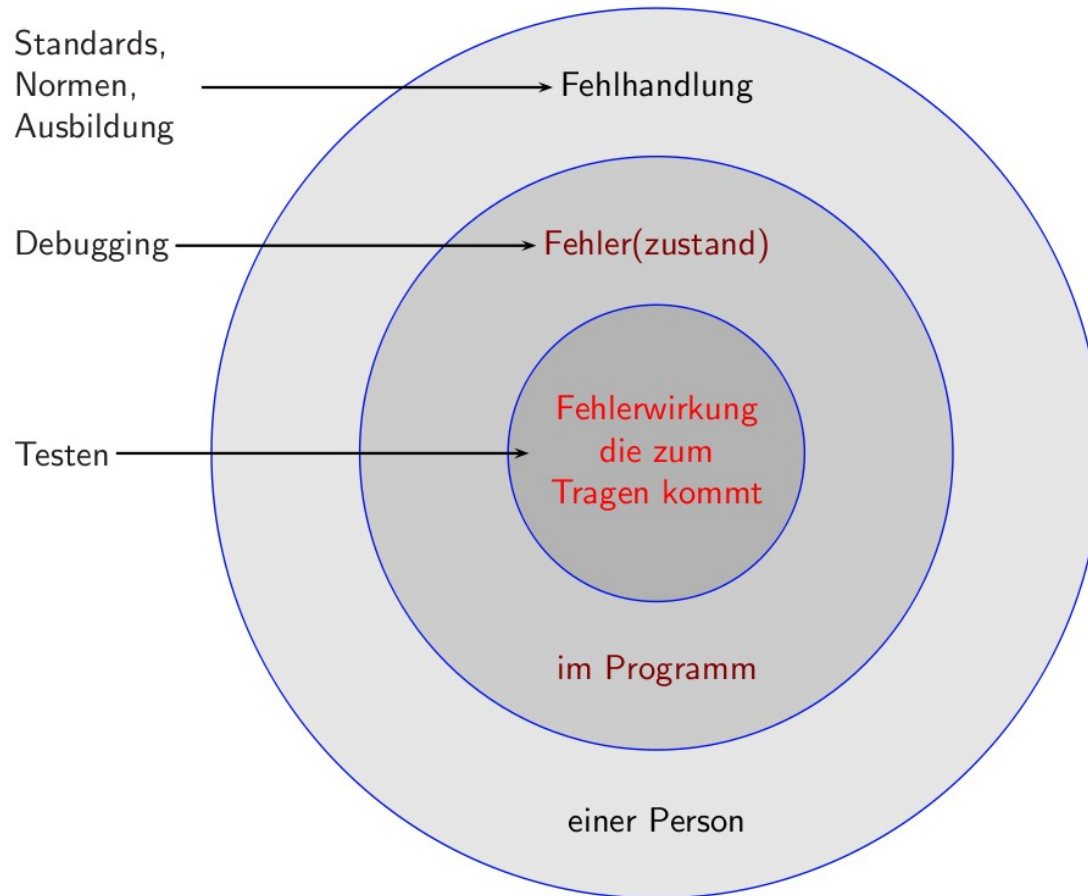 Standards,
Normen,
Ausbildung
Fehlhandlung
Debugging
Fehler(zustand)
Testen
Fehlerwirkung
die zum
Tragen kommt
im Programm
einer Person